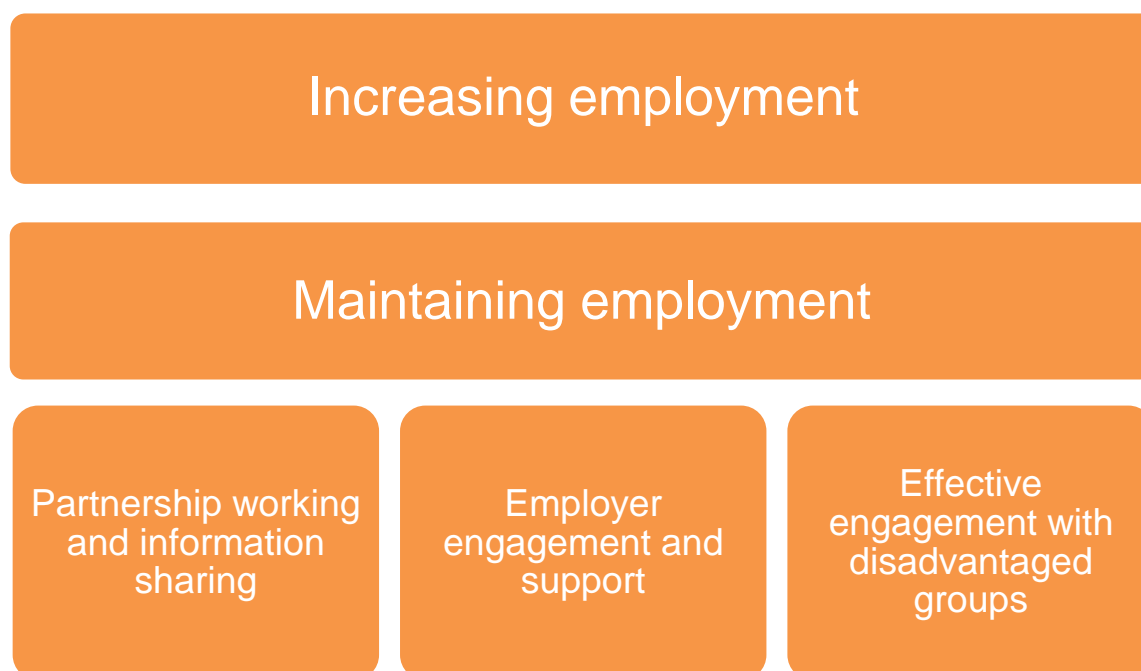 Increasing employment
Maintaining employment
Partnership working
and information
sharing
Employer
engagement and
support
Effective
engagement with
disadvantaged
groups